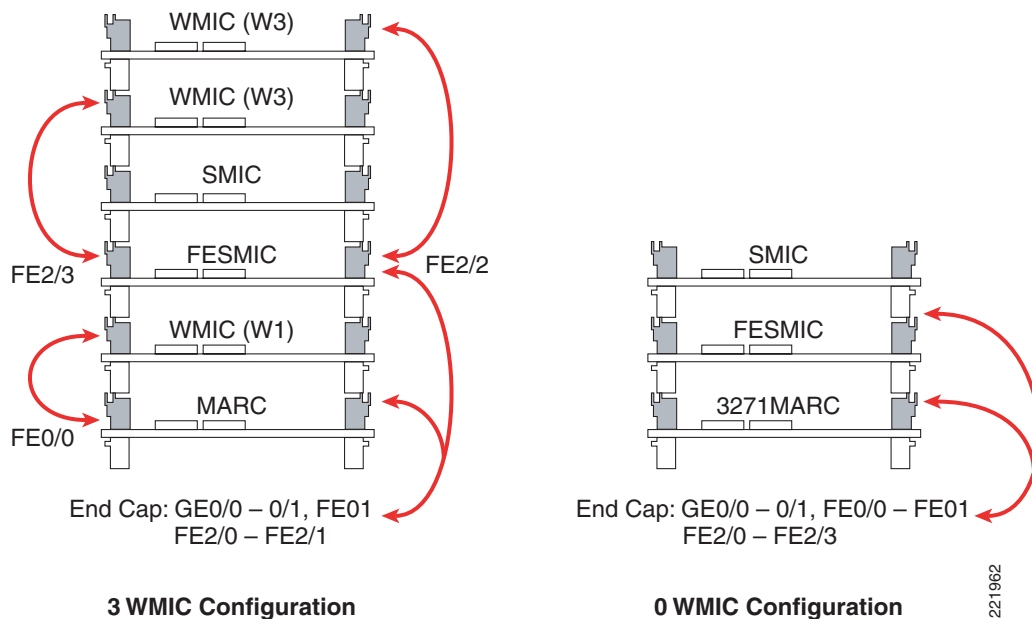 WMIC (W3)
WMIC (W3)
SMIC
FESMIC
FE2/3
FE2/2
WMIC (W1)
MARC
FE0/0
End Cap: GE0/0 – 0/1, FE01
FE2/0 – FE2/1
3 WMIC Configuration
SMIC
FESMIC
3271MARC
End Cap: GE0/0 – 0/1, FE0/0 – FE01
FE2/0 – FE2/3
0 WMIC Configuration
221962